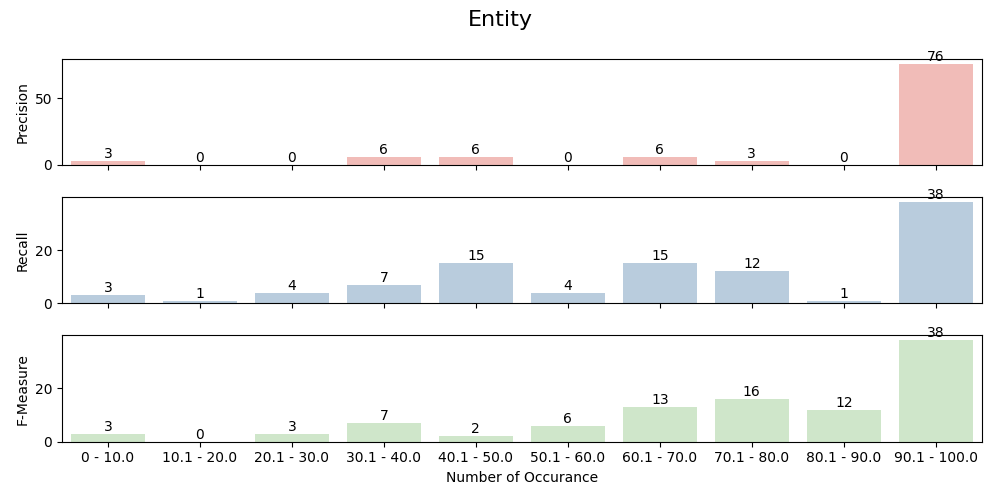 Entity
Precision
50
0
3 0 0 6 6 0 6 3 0 76
Recall
20
0
3 1 4 7 15 4 15 12 1 38
F-Measure
20
0
3 0 3 7 2 6 13 16 12 38
0 - 10.0 10.1 - 20.0 20.1 - 30.0 30.1 - 40.0 40.1 - 50.0 50.1 - 60.0 60.1 - 70.0 70.1 - 80.0 80.1 - 90.0 90.1 - 100.0
Number of Occurance